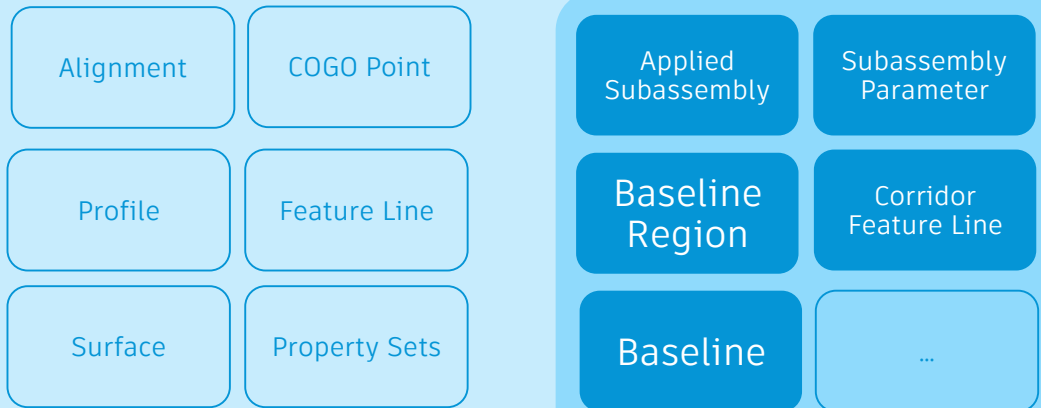 Alignment
COGO Point
Applied
Subassembly
Subassembly
Parameter
Profile
Feature Line
Baseline
Region
Corridor
Feature Line
Surface
Property Sets
Baseline
...